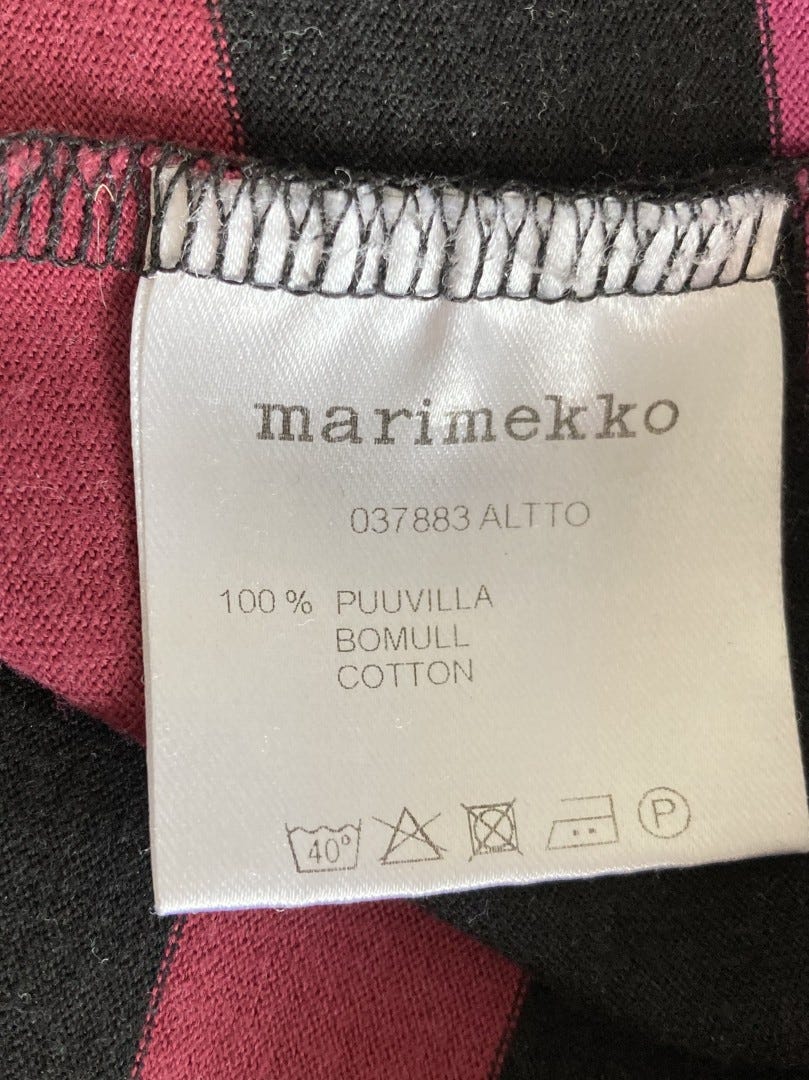 marimekko
037883 ALTTO
100 % PUUVILLA
BOMULL
COTTON
40°
P